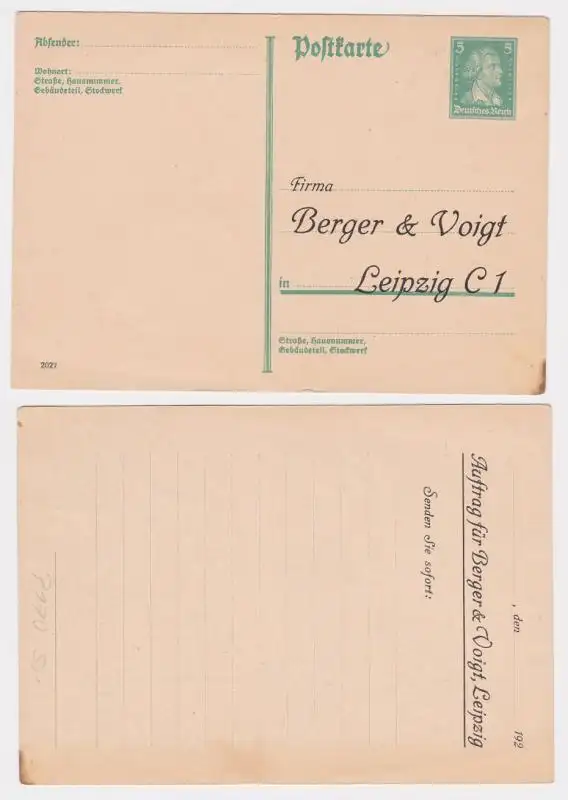 Absender:
Wohnort:
Straße, Hausnummer,
Gebäudeteil, Stockwerk
Postkarte
5 5
Deutsches Reich
Firma
Berger & Voigt
in Leipzig C 1
Straße, Hausnummer,
Gebäudeteil, Stockwerk
2027
, den 192
Auftrag für Berger & Voigt, Leipzig
Senden Sie sofort: